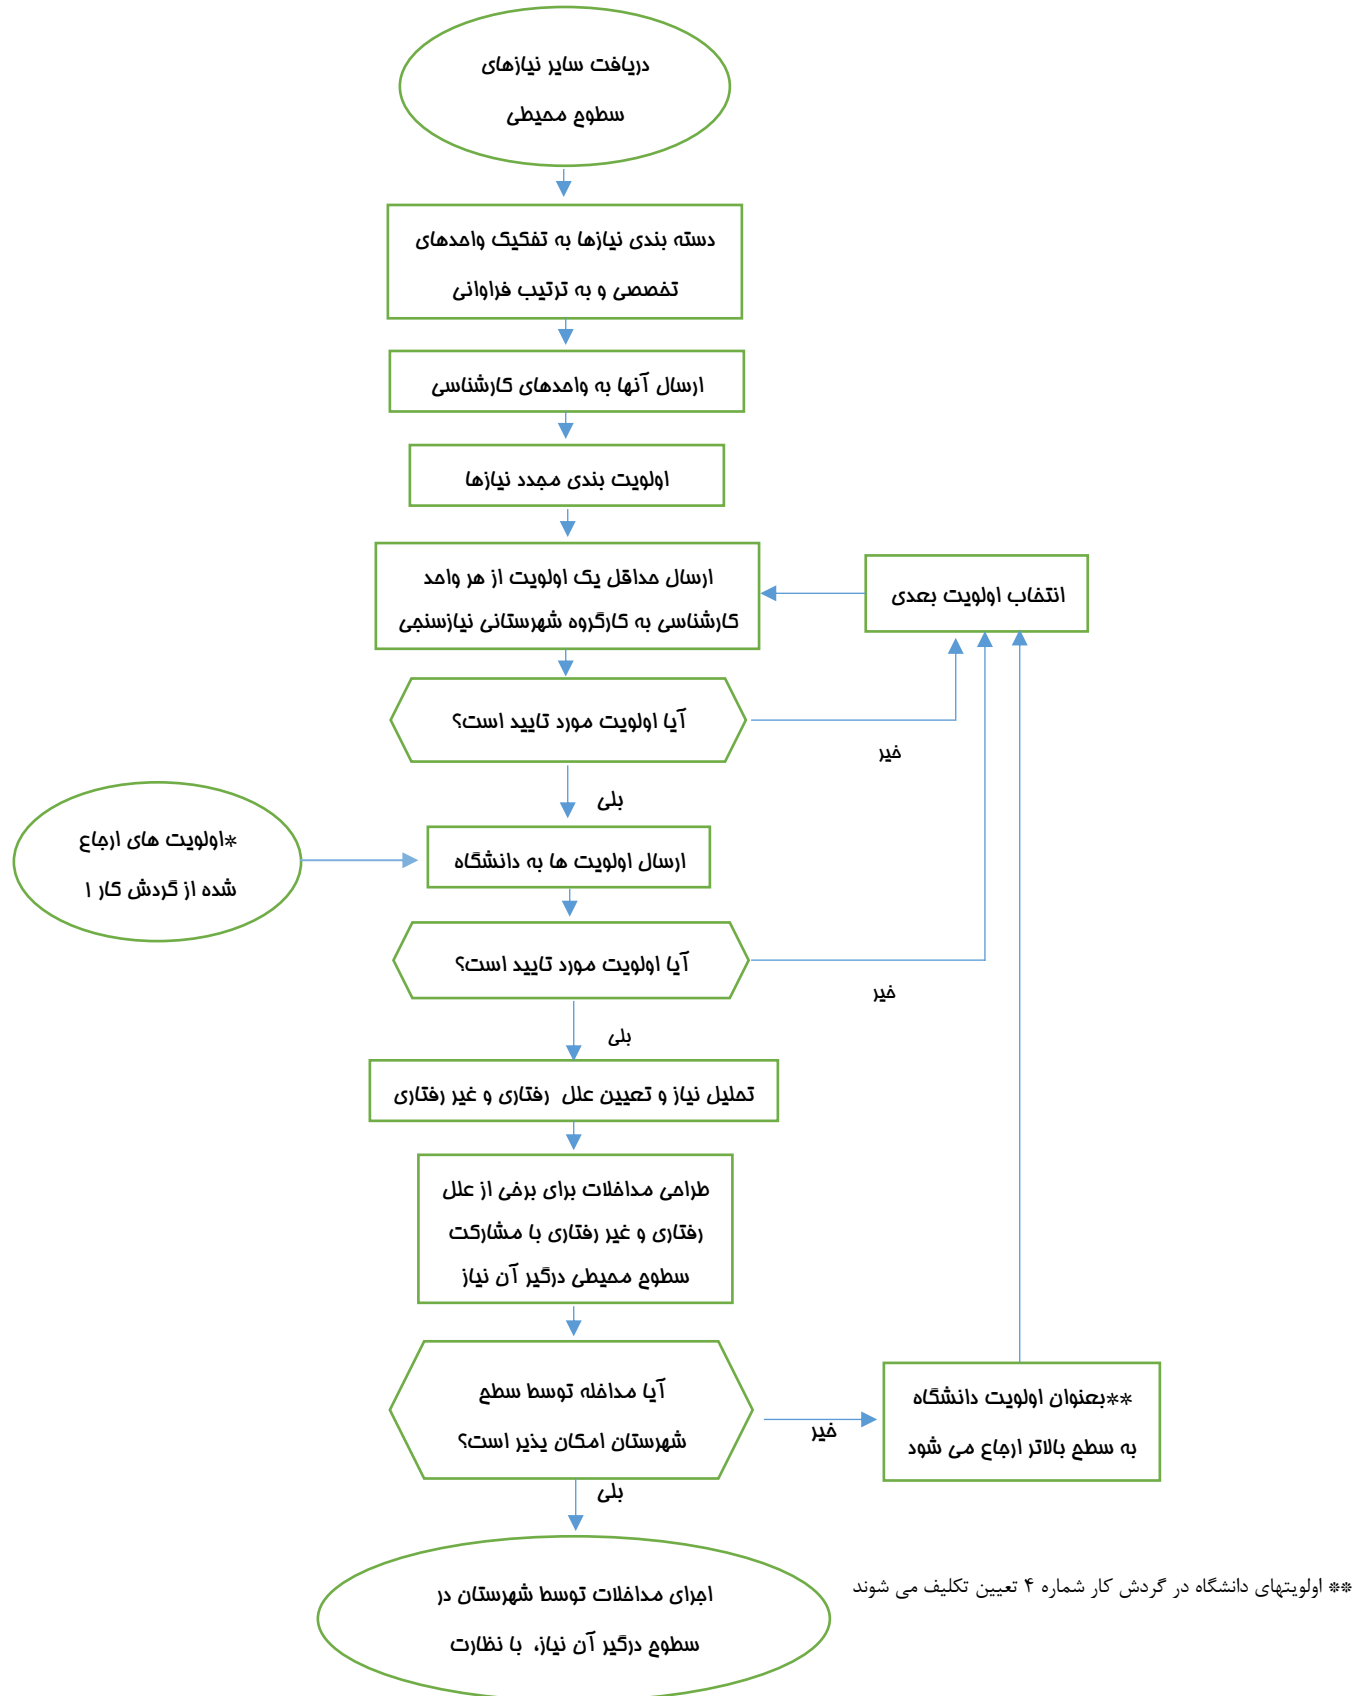 دریافت سایر نیازهای
سطوح محیطی
دسته بندی نیازها به تفکیک واحدهای
تخصصی و به ترتیب فراوانی
ارسال آنها به واحدهای کارشناسی
اولویت بندی مجدد نیازها
ارسال حداقل یک اولویت از هر واحد
کارشناسی به کارگروه شهرستانی نیازسنجی
انتخاب اولویت بعدی
آیا اولویت مورد تایید است؟
خیر
بلی
*اولویت های ارجاع
شده از گردش کار ۱
ارسال اولویت ها به دانشگاه
آیا اولویت مورد تایید است؟
خیر
بلی
تحلیل نیاز و تعیین علل رفتاری و غیر رفتاری
طراحی مداخلات برای برخی از علل
رفتاری و غیر رفتاری با مشارکت
سطوح محیطی درگیر آن نیاز
آیا مداخله توسط سطح
شهرستان امکان پذیر است؟
خیر
**بعنوان اولویت دانشگاه
به سطح بالاتر ارجاع می شود
بلی
اجرای مداخلات توسط شهرستان در
سطوح درگیر آن نیاز، با نظارت
** اولویتهای دانشگاه در گردش کار شماره ۴ تعیین تکلیف می شوند